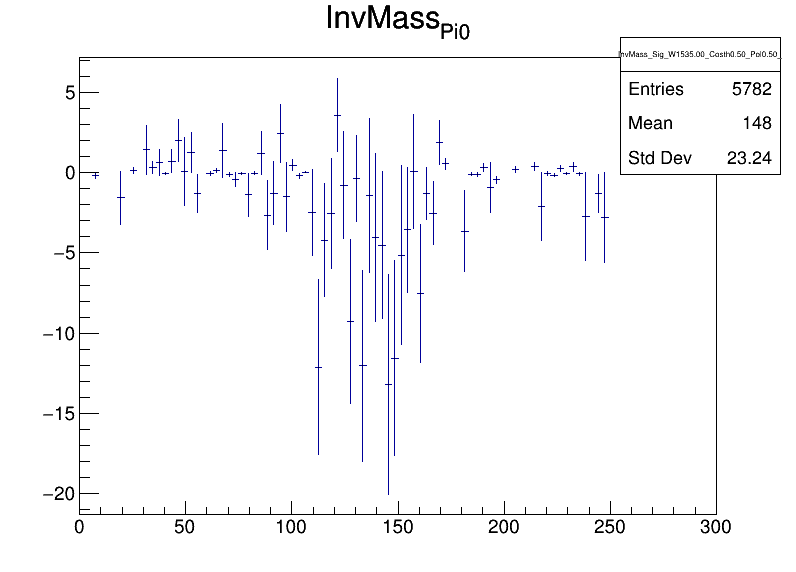 InvMass_Pi0
InvMass_Sig_W1535.00_Costh0.50_Pol0.50_
Entries 5782
Mean 148
Std Dev 23.24
5
0
−5
−10
−15
−20
0 50 100 150 200 250 300